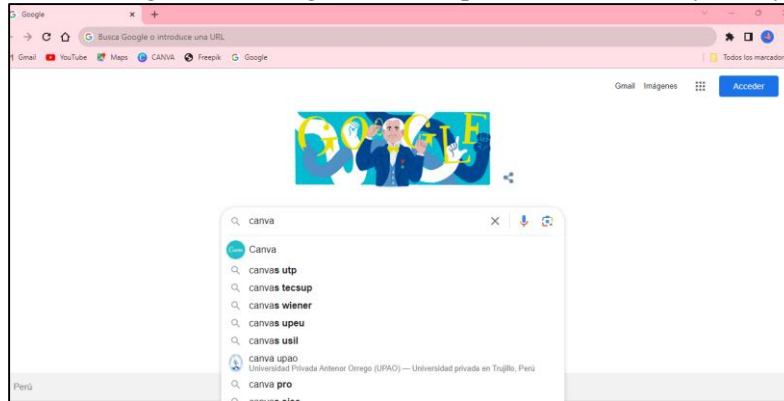 Google
Busca Google o introduce una URL
Gmail YouTube Maps CANVA Freepik Google
Todos los marcadores
Gmail Imágenes Acceder
GOOGLE
canva
Canva
canvas utp
canvas tecsup
canvas wiener
canvas upeu
canvas usil
canva upao
Universidad Privada Antenor Orrego (UPAO) — Universidad privada en Trujillo, Perú
canva pro
Perú